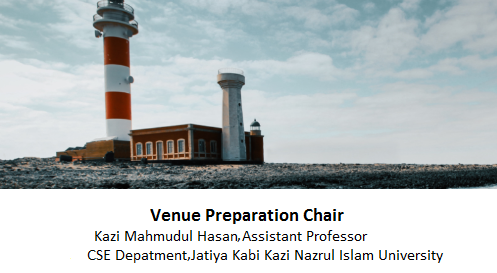 Venue Preparation Chair
Kazi Mahmudul Hasan,Assistant Professor
CSE Depatment,Jatiya Kabi Kazi Nazrul Islam University